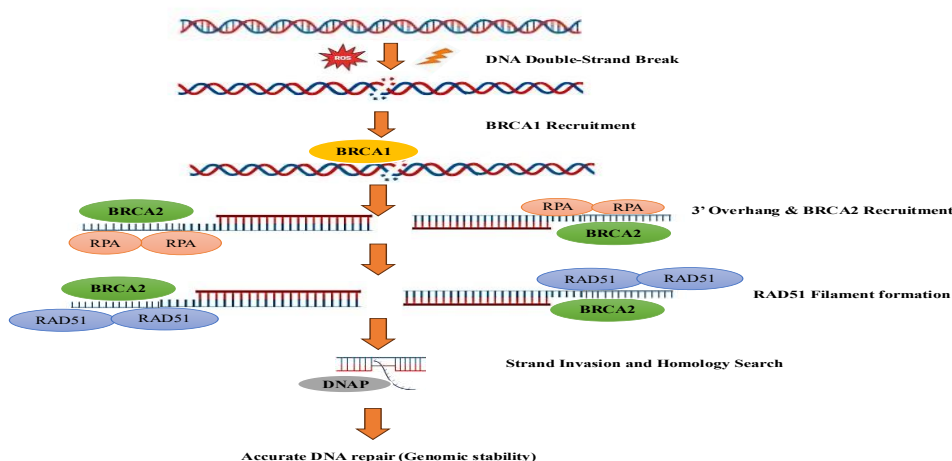 ROS
DNA Double-Strand Break
BRCA1 Recruitment
BRCA1
BRCA2
RPA RPA
RPA RPA
BRCA2
3’ Overhang & BRCA2 Recruitment
BRCA2
RAD51 RAD51
RAD51 RAD51
BRCA2
RAD51 Filament formation
Strand Invasion and Homology Search
DNAP
Accurate DNA repair (Genomic stability)